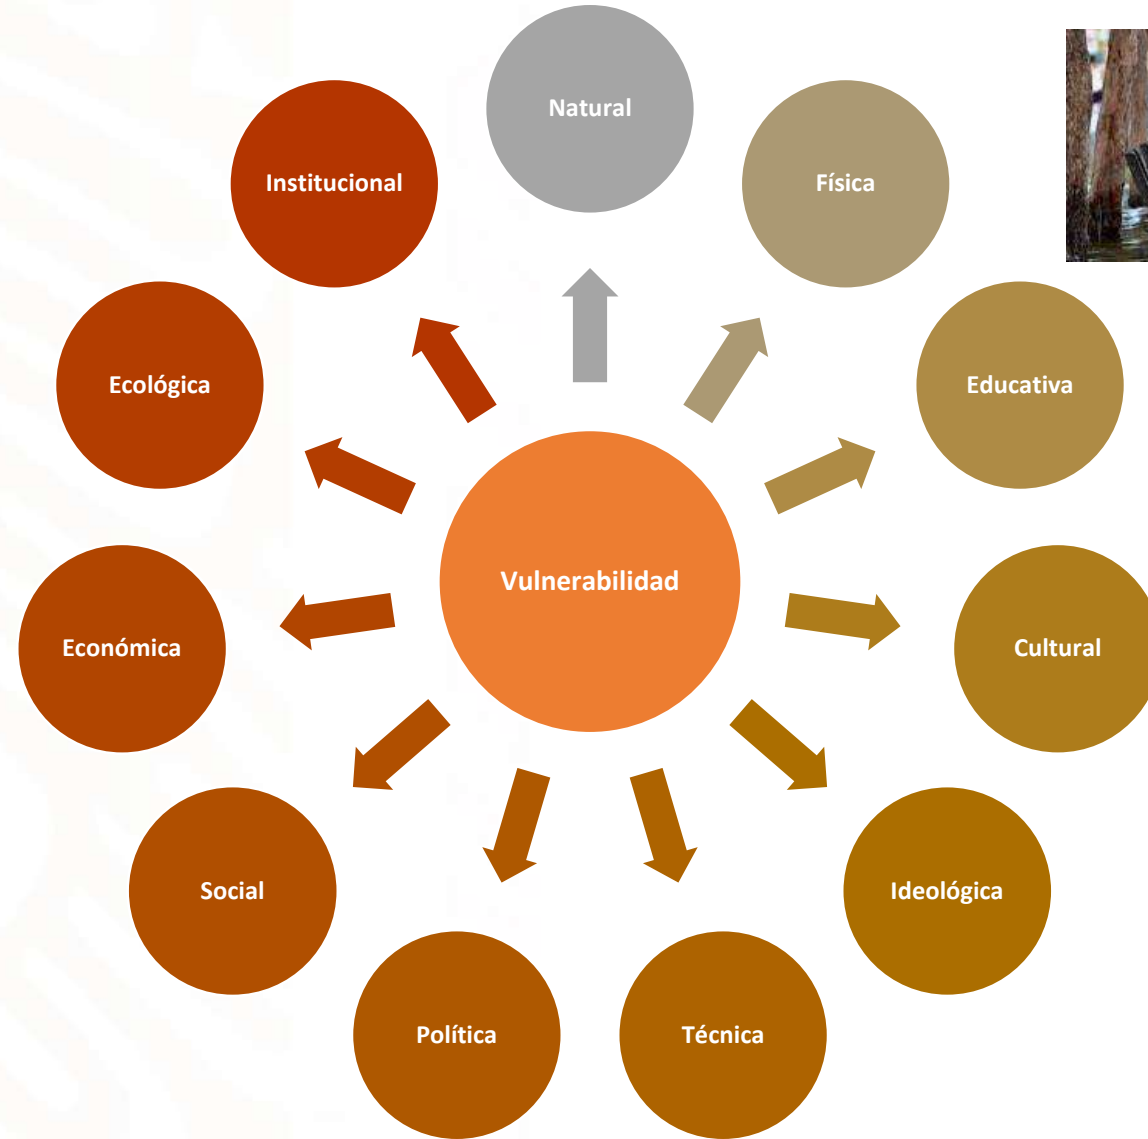 Natural
Institucional
Física
Ecológica
Educativa
Vulnerabilidad
Económica
Cultural
Social
Ideológica
Política
Técnica